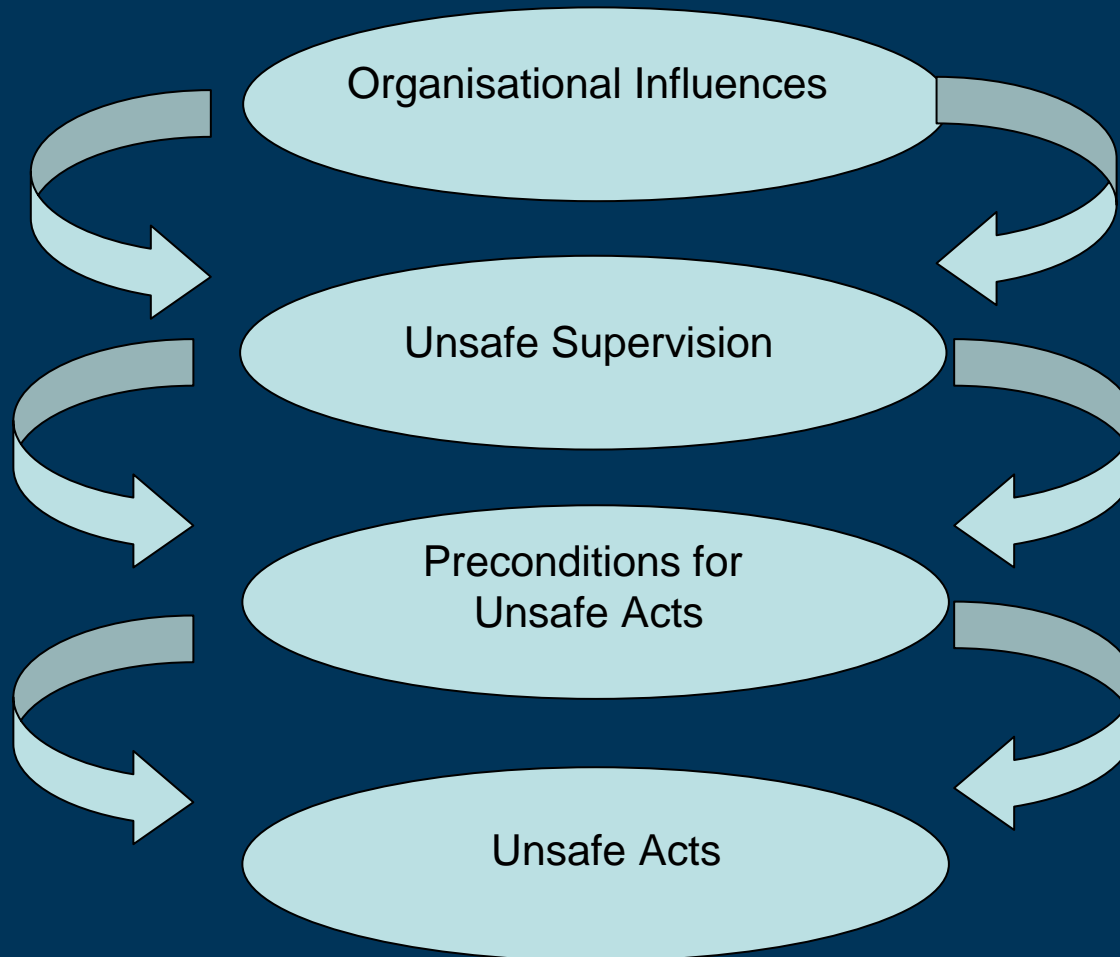 Organisational Influences
Unsafe Supervision
Preconditions for
Unsafe Acts
Unsafe Acts